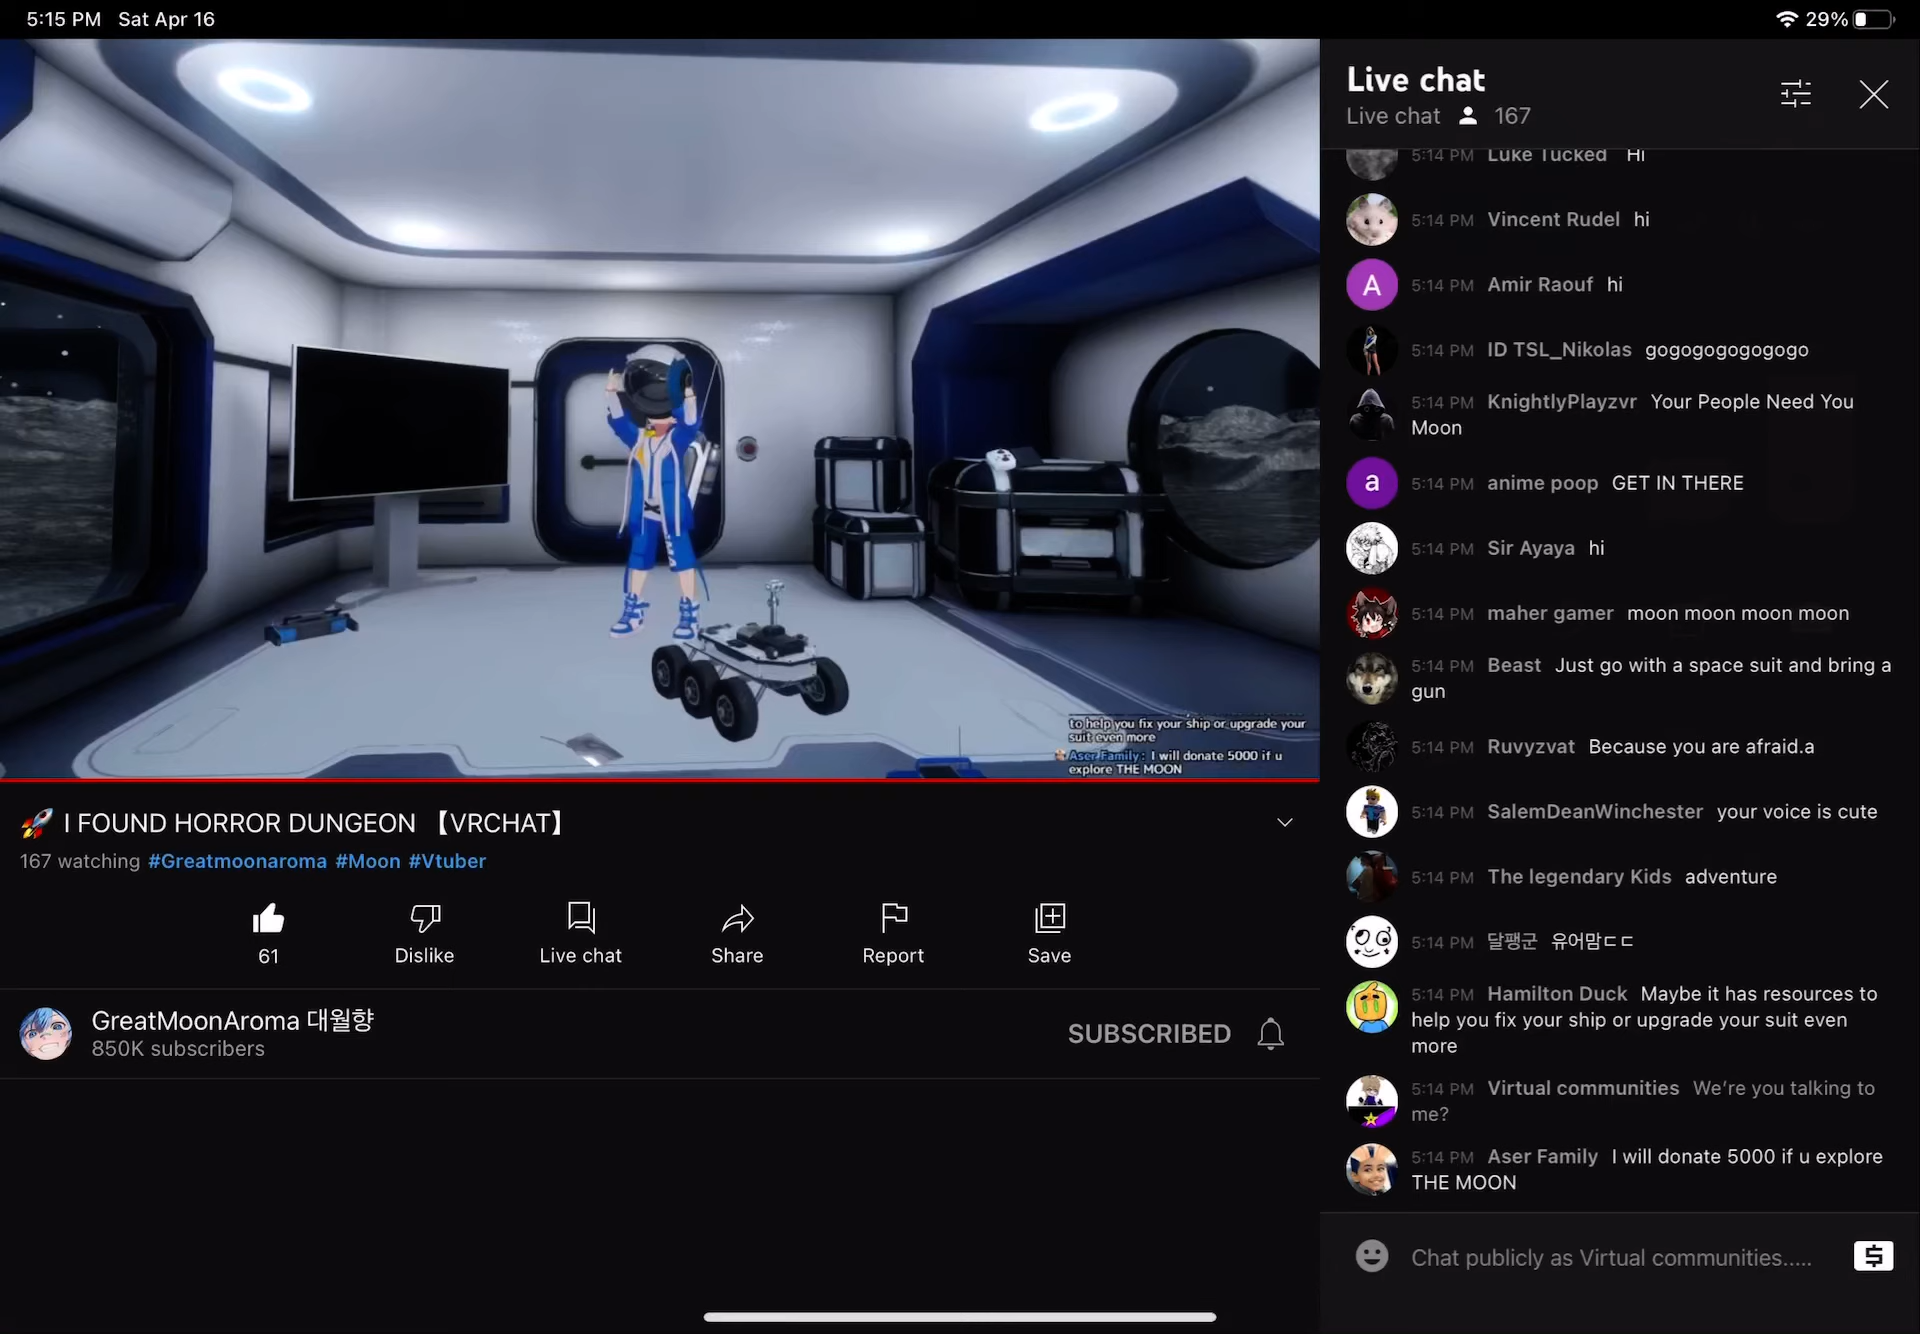 5:15 PM Sat Apr 16
29%
to help you fix your ship or upgrade your
suit even more
Aser Family: I will donate 5000 if u
explore THE MOON
🚀 I FOUND HORROR DUNGEON 【VRCHAT】
167 watching #Greatmoonaroma #Moon #Vtuber
61
Dislike
Live chat
Share
Report
Save
GreatMoonAroma 대월향
850K subscribers
SUBSCRIBED
Live chat
Live chat 167
5:14 PM Luke Tucked Hi
5:14 PM Vincent Rudel hi
A
5:14 PM Amir Raouf hi
5:14 PM ID TSL_Nikolas gogogogogogogo
5:14 PM KnightlyPlayzvr Your People Need You
Moon
a
5:14 PM anime poop GET IN THERE
5:14 PM Sir Ayaya hi
5:14 PM maher gamer moon moon moon moon
5:14 PM Beast Just go with a space suit and bring a
gun
5:14 PM Ruvyzvat Because you are afraid.a
5:14 PM SalemDeanWinchester your voice is cute
5:14 PM The legendary Kids adventure
5:14 PM 달팽군 유어맘ㄷㄷ
5:14 PM Hamilton Duck Maybe it has resources to
help you fix your ship or upgrade your suit even
more
5:14 PM Virtual communities We’re you talking to
me?
5:14 PM Aser Family I will donate 5000 if u explore
THE MOON
Chat publicly as Virtual communities.....